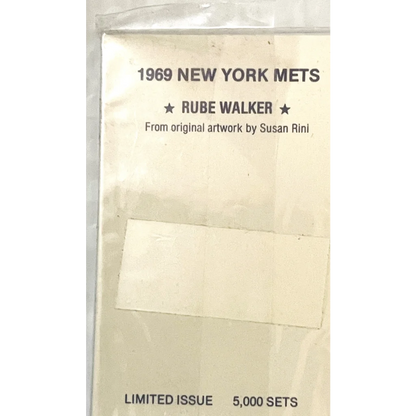 1969 NEW YORK METS
★ RUBE WALKER ★
From original artwork by Susan Rini
LIMITED ISSUE 5,000 SETS